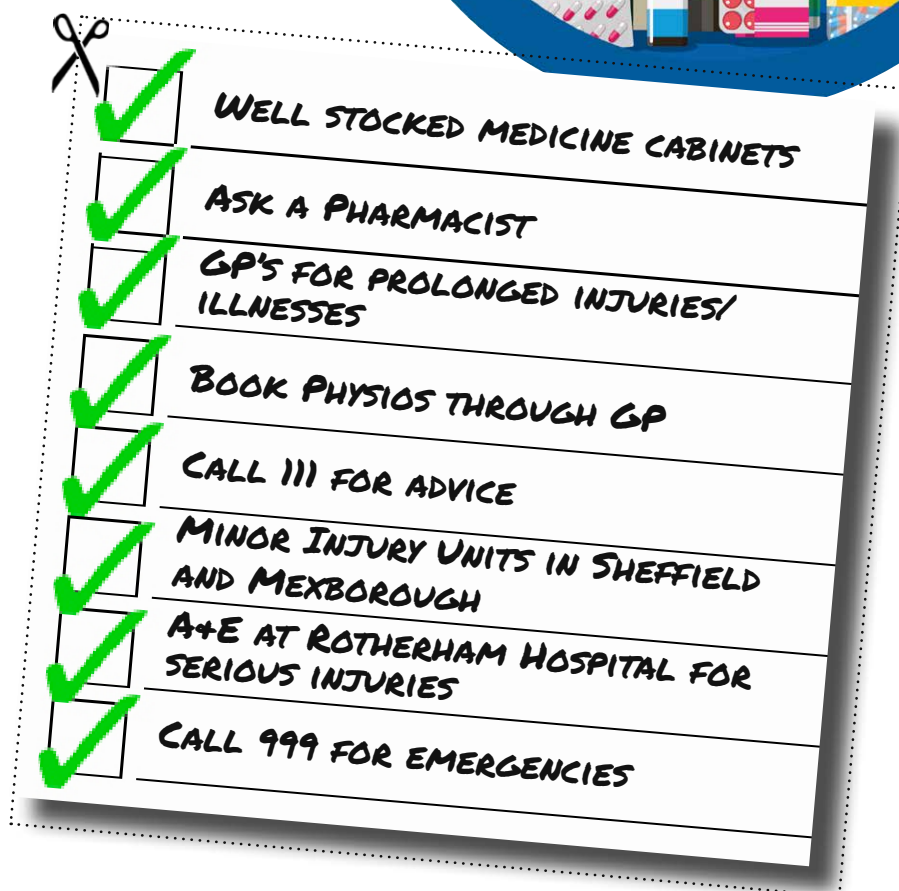 Well stocked medicine cabinets
Ask a Pharmacist
GP's for prolonged injuries/
illnesses
Book Physios through GP
Call 111 for advice
Minor Injury Units in Sheffield
and Mexborough
A&E at Rotherham Hospital for
serious injuries
Call 999 for emergencies